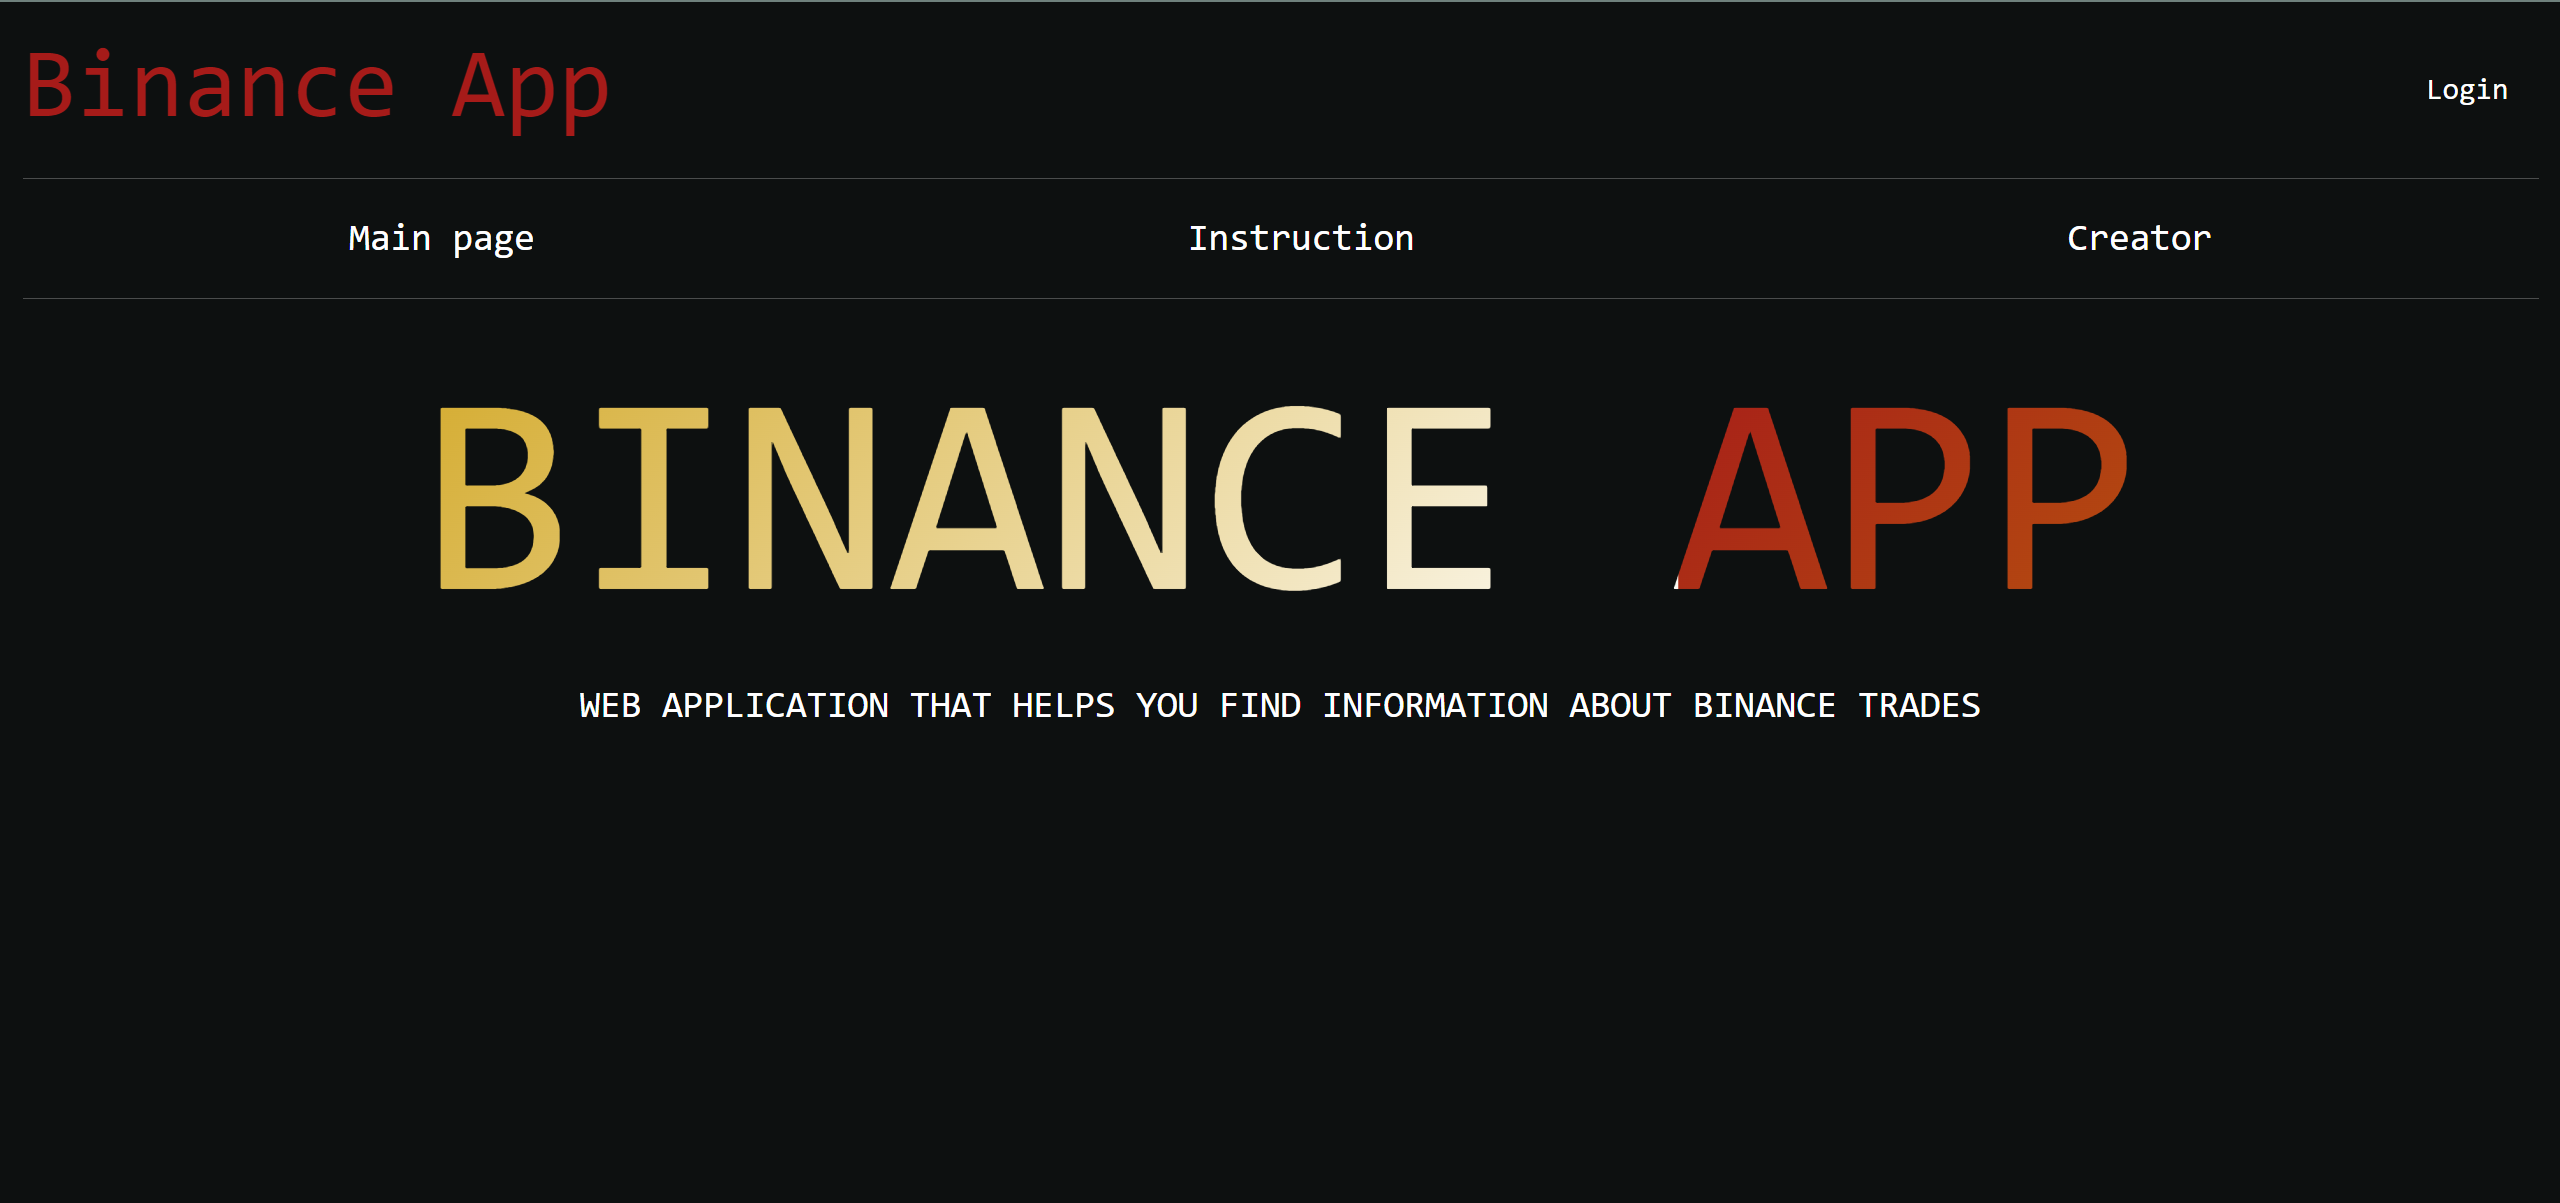 Binance App
Login
Main page Instruction Creator
BINANCE APP
WEB APPLICATION THAT HELPS YOU FIND INFORMATION ABOUT BINANCE TRADES